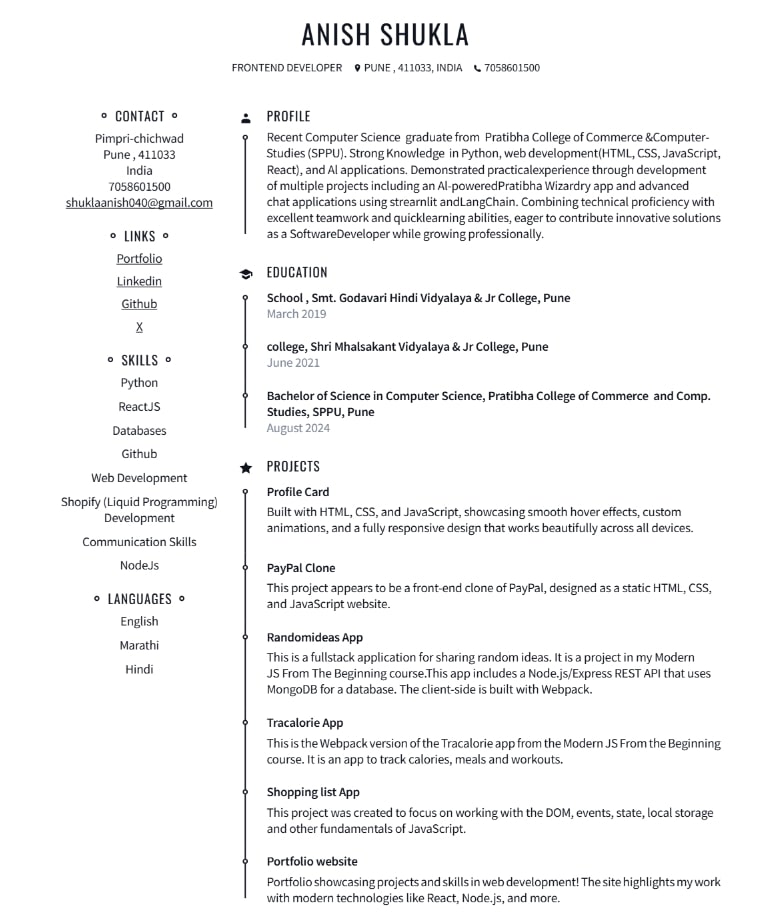 ANISH SHUKLA
FRONTEND DEVELOPER PUNE , 411033, INDIA 7058601500
CONTACT
Pimpri-chichwad
Pune , 411033
India
7058601500
shuklaanish040@gmail.com
LINKS
Portfolio
Linkedin
Github
X
SKILLS
Python
ReactJS
Databases
Github
Web Development
Shopify (Liquid Programming)
Development
Communication Skills
NodeJs
LANGUAGES
English
Marathi
Hindi
PROFILE
Recent Computer Science graduate from Pratibha College of Commerce &Computer-
Studies (SPPU). Strong Knowledge in Python, web development(HTML, CSS, JavaScript,
React), and AI applications. Demonstrated practicalexperience through development
of multiple projects including an AI-poweredPratibha Wizardry app and advanced
chat applications using streamlit andLangChain. Combining technical proficiency with
excellent teamwork and quicklearning abilities, eager to contribute innovative solutions
as a SoftwareDeveloper while growing professionally.
EDUCATION
School , Smt. Godavari Hindi Vidyalaya & Jr College, Pune
March 2019
college, Shri Mhalsakant Vidyalaya & Jr College, Pune
June 2021
Bachelor of Science in Computer Science, Pratibha College of Commerce and Comp.
Studies, SPPU, Pune
August 2024
PROJECTS
Profile Card
Built with HTML, CSS, and JavaScript, showcasing smooth hover effects, custom
animations, and a fully responsive design that works beautifully across all devices.
PayPal Clone
This project appears to be a front-end clone of PayPal, designed as a static HTML, CSS,
and JavaScript website.
Randomideas App
This is a fullstack application for sharing random ideas. It is a project in my Modern
JS From The Beginning course.This app includes a Node.js/Express REST API that uses
MongoDB for a database. The client-side is built with Webpack.
Tracalorie App
This is the Webpack version of the Tracalorie app from the Modern JS From the Beginning
course. It is an app to track calories, meals and workouts.
Shopping list App
This project was created to focus on working with the DOM, events, state, local storage
and other fundamentals of JavaScript.
Portfolio website
Portfolio showcasing projects and skills in web development! The site highlights my work
with modern technologies like React, Node.js, and more.